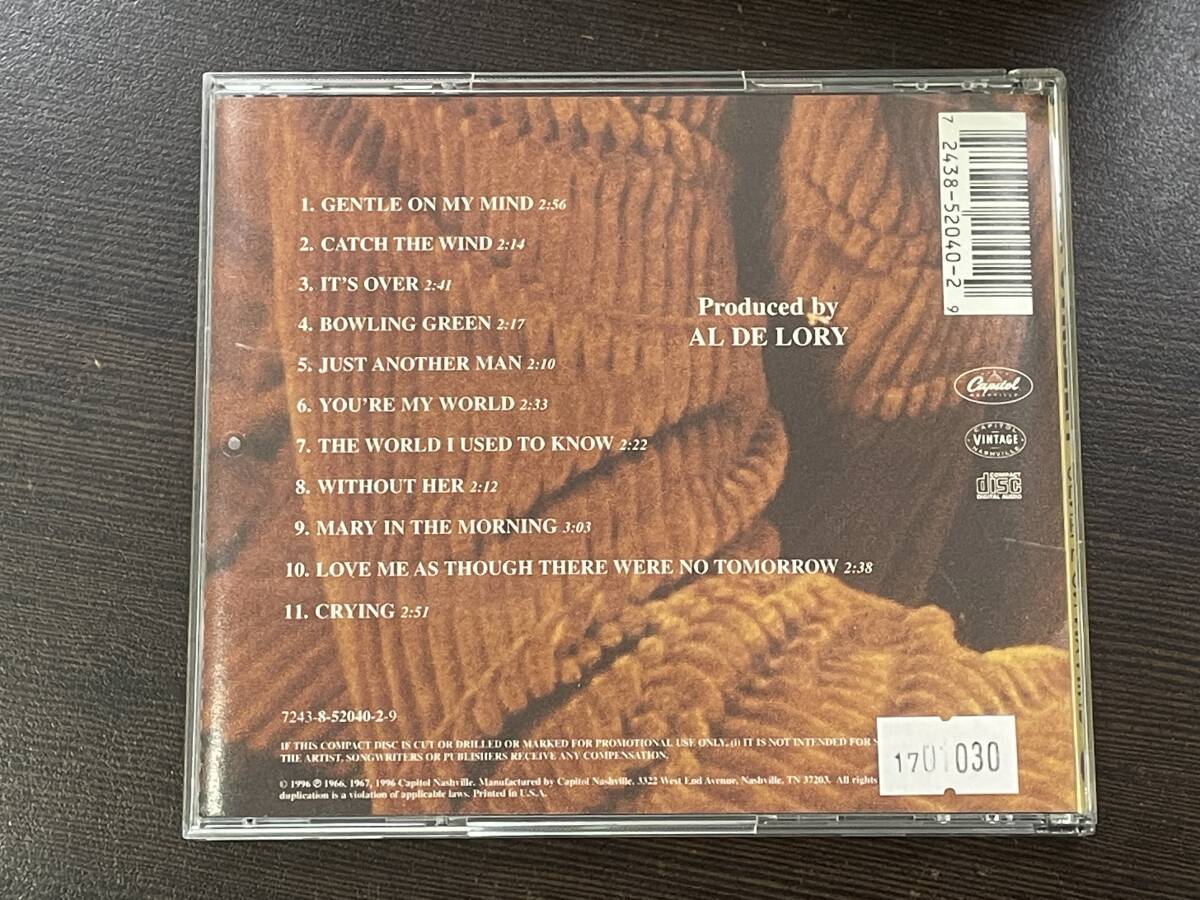 1. GENTLE ON MY MIND 2:56
2. CATCH THE WIND 2:14
3. IT'S OVER 2:41
4. BOWLING GREEN 2:17
5. JUST ANOTHER MAN 2:10
6. YOU'RE MY WORLD 2:33
7. THE WORLD I USED TO KNOW 2:22
8. WITHOUT HER 2:12
9. MARY IN THE MORNING 3:03
10. LOVE ME AS THOUGH THERE WERE NO TOMORROW 2:38
11. CRYING 2:51
Produced by
AL DE LORY
7 2438-52040-2 9
Capitol
NASHVILLE
CAPITOL
VINTAGE
NASHVILLE
COMPACT
disc
DIGITAL AUDIO
7243-8-52040-2-9
IF THIS COMPACT DISC IS CUT OR DRILLED OR MARKED FOR PROMOTIONAL USE ONLY, (i) IT IS NOT INTENDED FOR
THE ARTIST, SONGWRITERS OR PUBLISHERS RECEIVE ANY COMPENSATION.
© 1996 ℗ 1966, 1967, 1996 Capitol Nashville. Manufactured by Capitol Nashville, 3322 West End Avenue, Nashville, TN 37203. All rights
duplication is a violation of applicable laws. Printed in U.S.A.
1701030